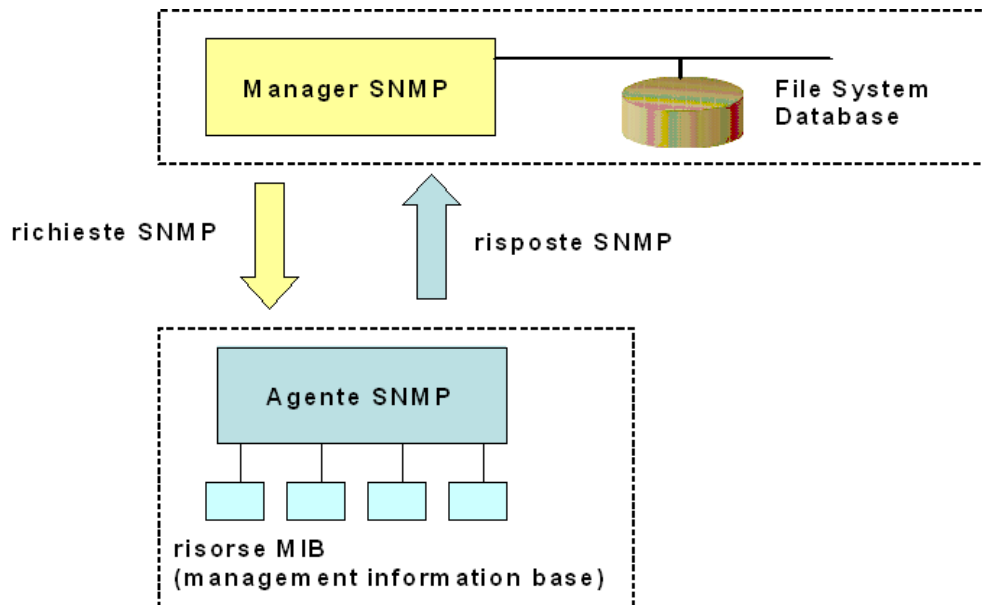 Manager SNMP
File System
Database
richieste SNMP
risposte SNMP
Agente SNMP
risorse MIB
(management information base)